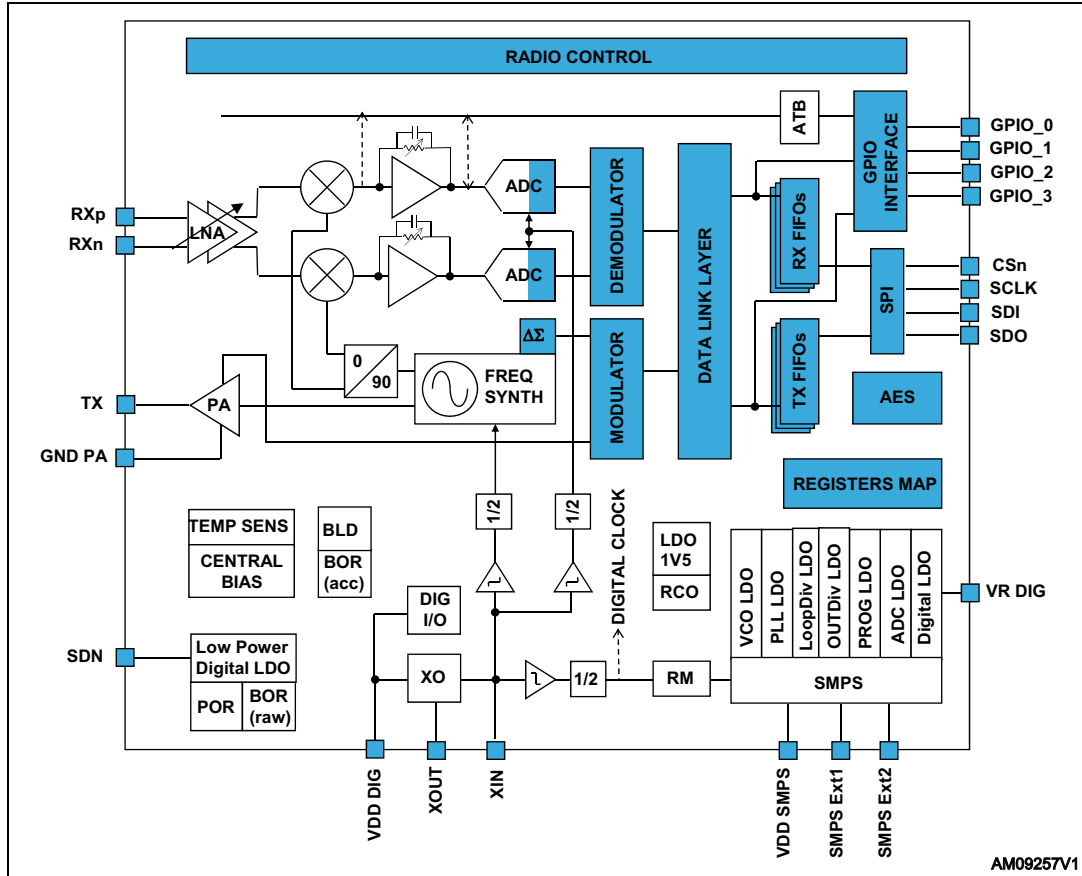 RADIO CONTROL
ATB
GPIO
INTERFACE
GPIO_0
GPIO_1
GPIO_2
GPIO_3
RXp
RXn
LNA
ADC
ADC
DEMODULATOR
DATA LINK LAYER
RX FIFOs
SPI
CSn
SCLK
SDI
SDO
ΔΣ
0
90
FREQ
SYNTH
MODULATOR
TX FIFOs
AES
TX
PA
GND PA
REGISTERS MAP
TEMP SENS
CENTRAL
BIAS
BLD
BOR
(acc)
1/2
1/2
DIGITAL CLOCK
LDO
1V5
RCO
VCO LDO
PLL LDO
LoopDiv LDO
OUTDiv LDO
PROG LDO
ADC LDO
Digital LDO
VR DIG
DIG
I/O
SDN
Low Power
Digital LDO
POR
BOR
(raw)
XO
1/2
RM
SMPS
VDD DIG
XOUT
XIN
VDD SMPS
SMPS Ext1
SMPS Ext2
AM09257V1